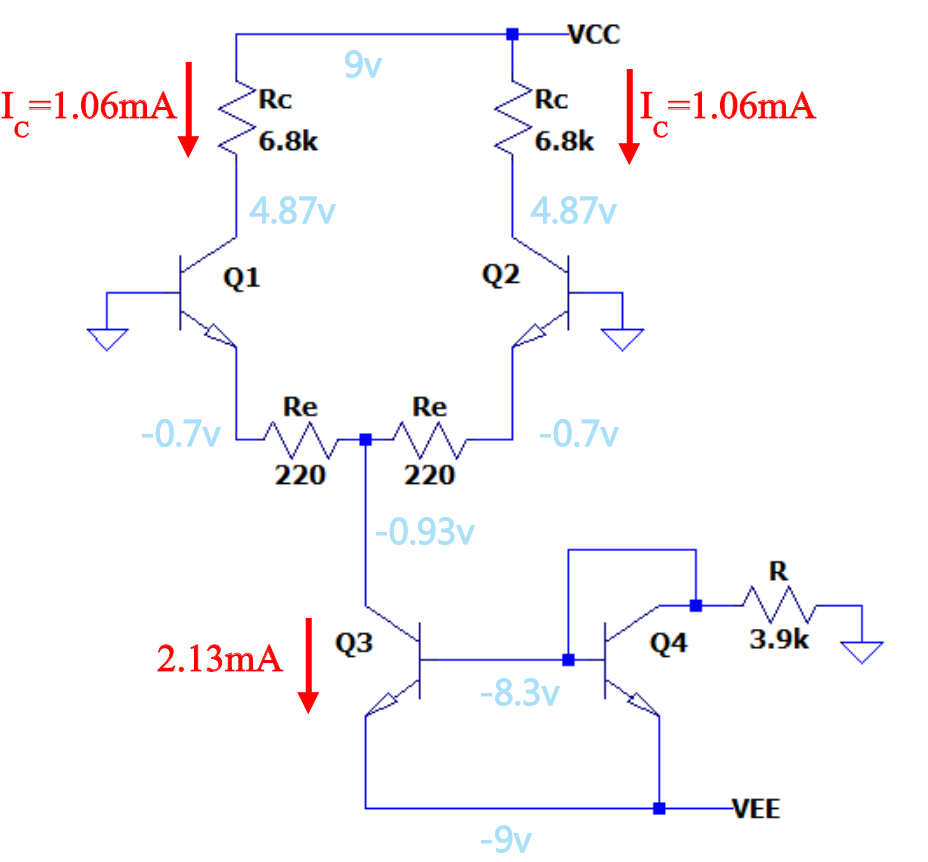 VCC
9v
I_C=1.06mA
Rc
6.8k
Rc
6.8k
I_C=1.06mA
4.87v
4.87v
Q1
Q2
Re
Re
-0.7v
-0.7v
220
220
-0.93v
R
3.9k
Q3
Q4
2.13mA
-8.3v
VEE
-9v